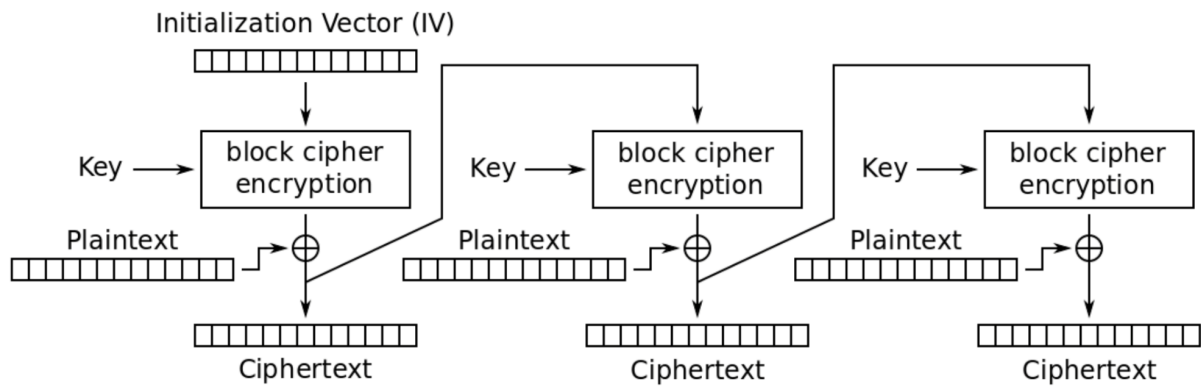 Initialization Vector (IV)
block cipher
encryption
Key
Plaintext
Ciphertext
block cipher
encryption
Key
Plaintext
Ciphertext
block cipher
encryption
Key
Plaintext
Ciphertext